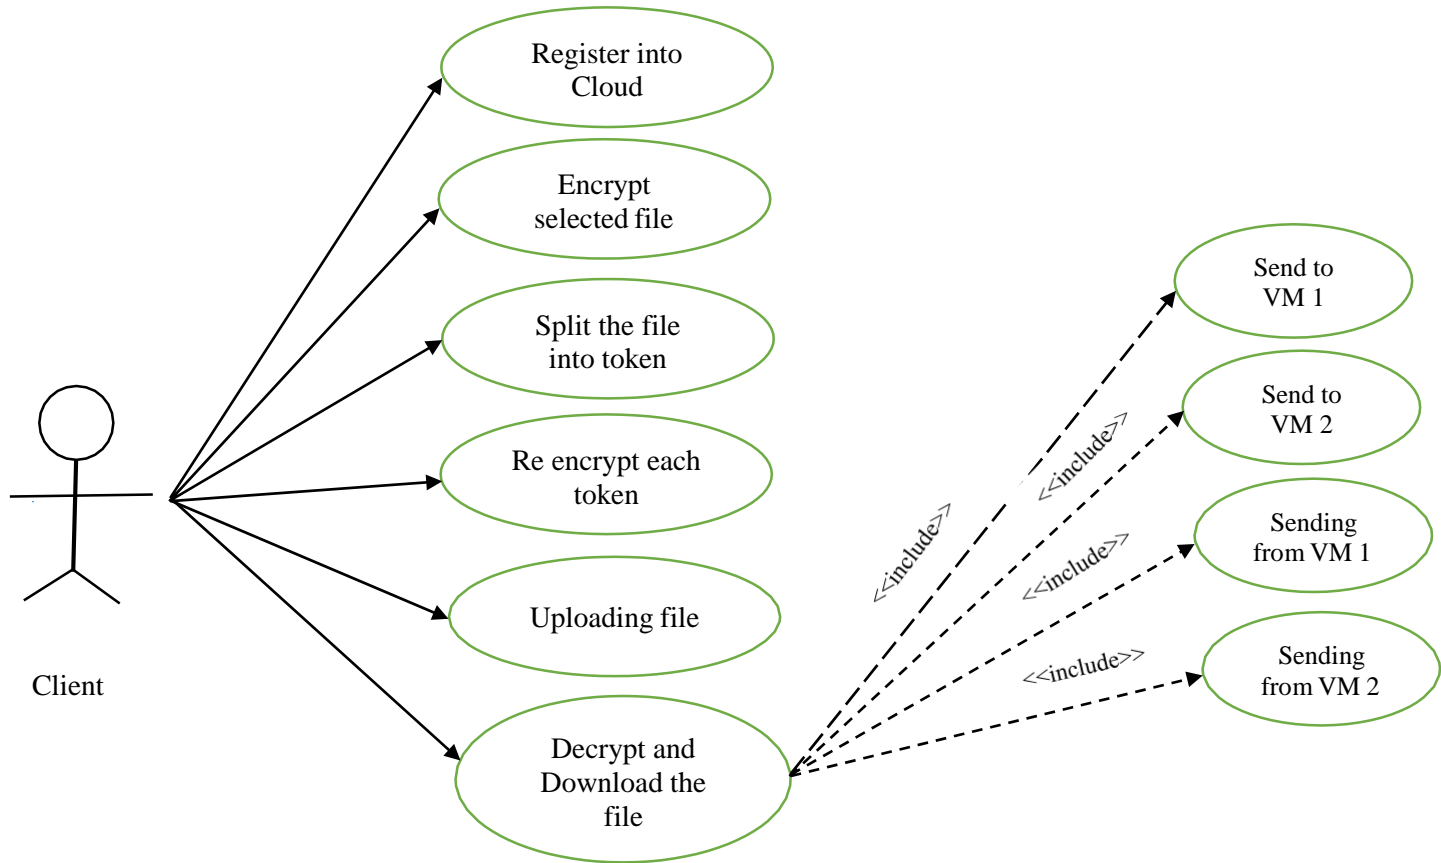 Register into
Cloud
Encrypt
selected file
Split the file
into token
Re encrypt each
token
Uploading file
Decrypt and
Download the
file
Client
<<include>>
<<include>>
<<include>>
<<include>>
Send to
VM 1
Send to
VM 2
Sending
from VM 1
Sending
from VM 2